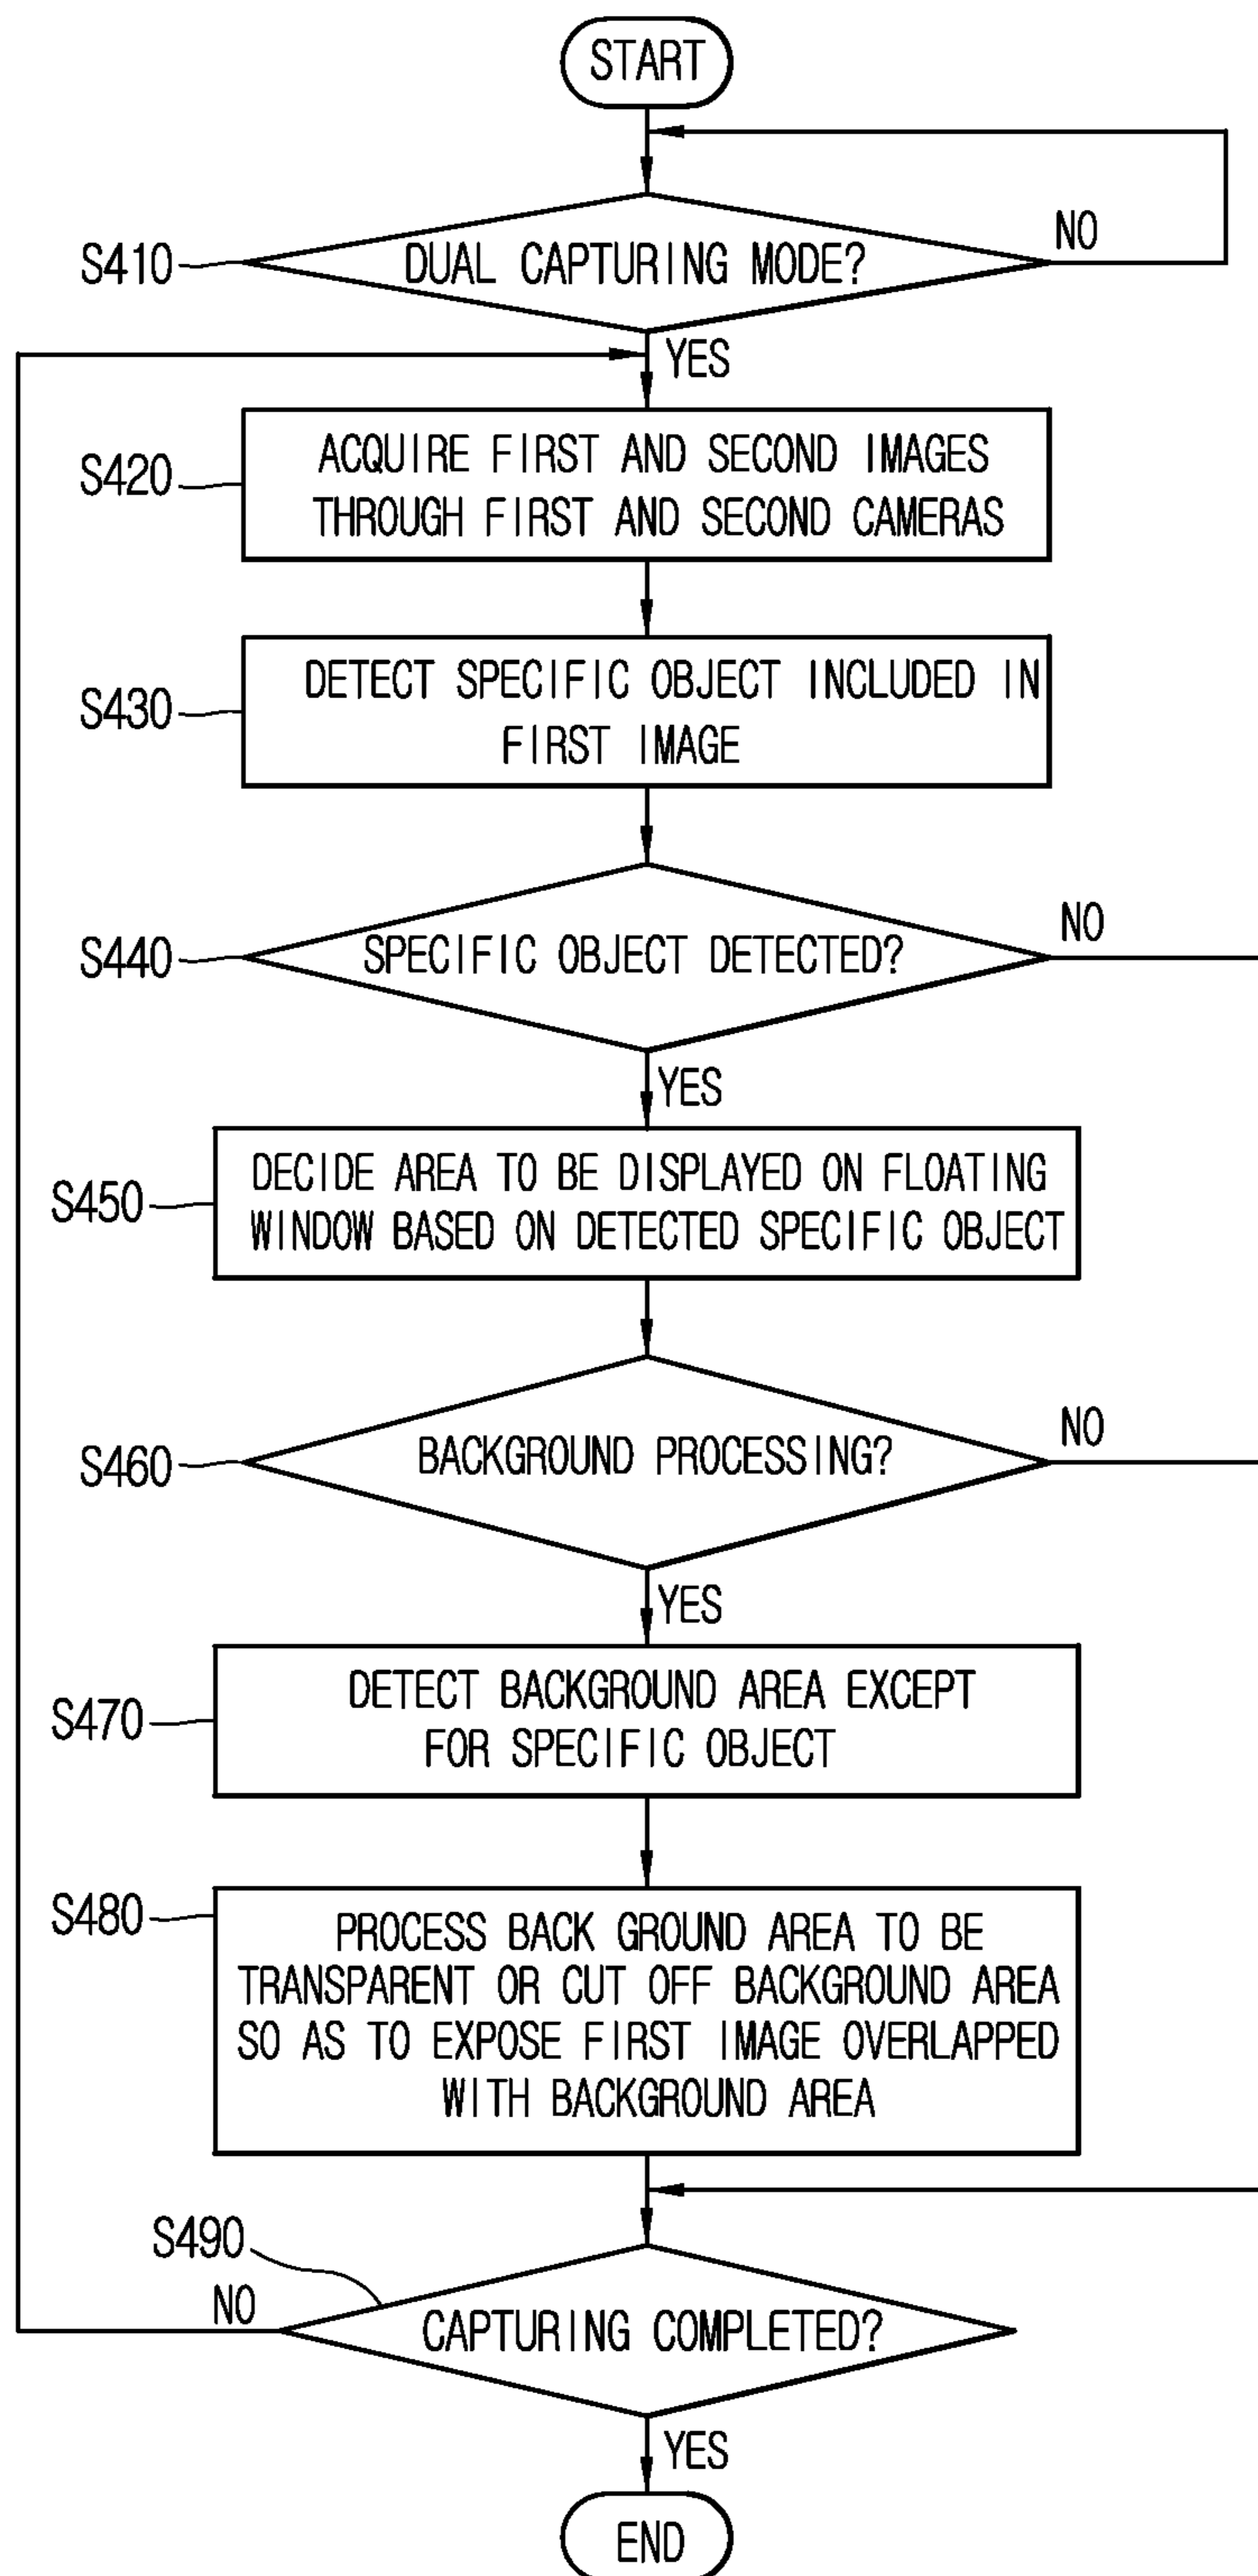 START
S410
DUAL CAPTURING MODE?
NO
YES
S420
ACQUIRE FIRST AND SECOND IMAGES
THROUGH FIRST AND SECOND CAMERAS
S430
DETECT SPECIFIC OBJECT INCLUDED IN
FIRST IMAGE
S440
SPECIFIC OBJECT DETECTED?
NO
YES
S450
DECIDE AREA TO BE DISPLAYED ON FLOATING
WINDOW BASED ON DETECTED SPECIFIC OBJECT
S460
BACKGROUND PROCESSING?
NO
YES
S470
DETECT BACKGROUND AREA EXCEPT
FOR SPECIFIC OBJECT
S480
PROCESS BACK GROUND AREA TO BE
TRANSPARENT OR CUT OFF BACKGROUND AREA
SO AS TO EXPOSE FIRST IMAGE OVERLAPPED
WITH BACKGROUND AREA
S490
NO
CAPTURING COMPLETED?
YES
END